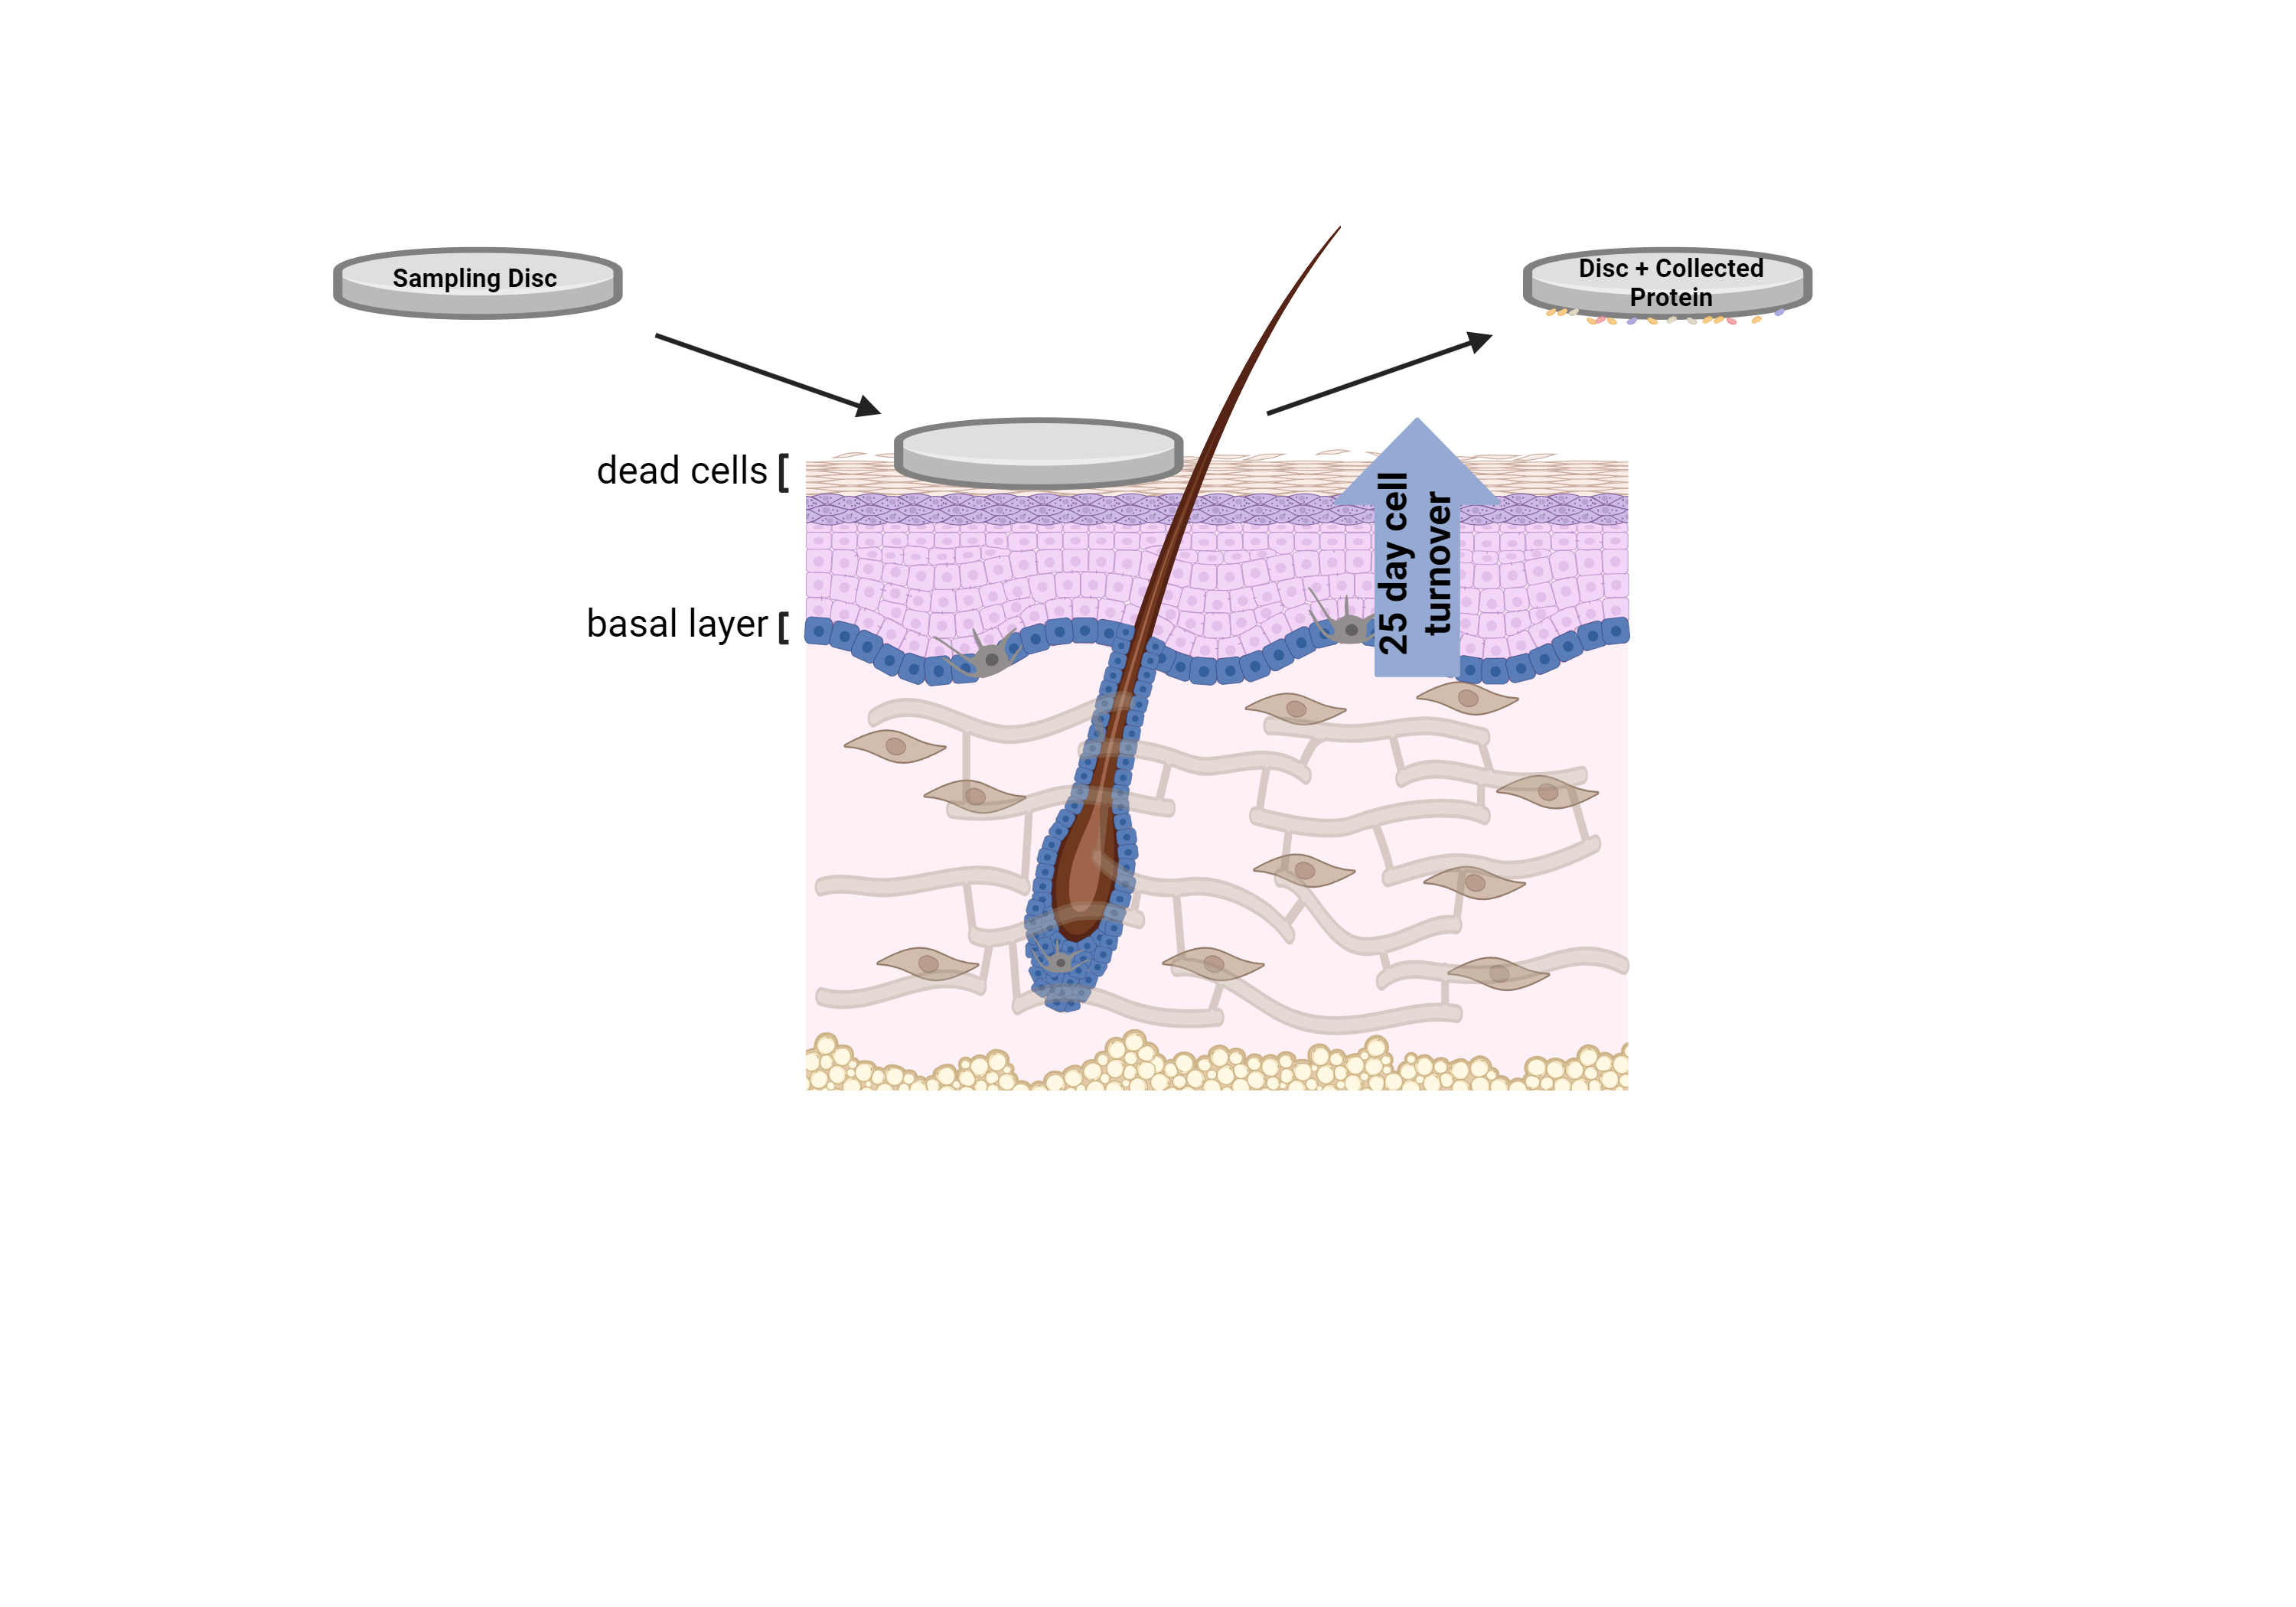 Sampling Disc
Disc + Collected
Protein
dead cells [
basal layer [
25 day cell
turnover